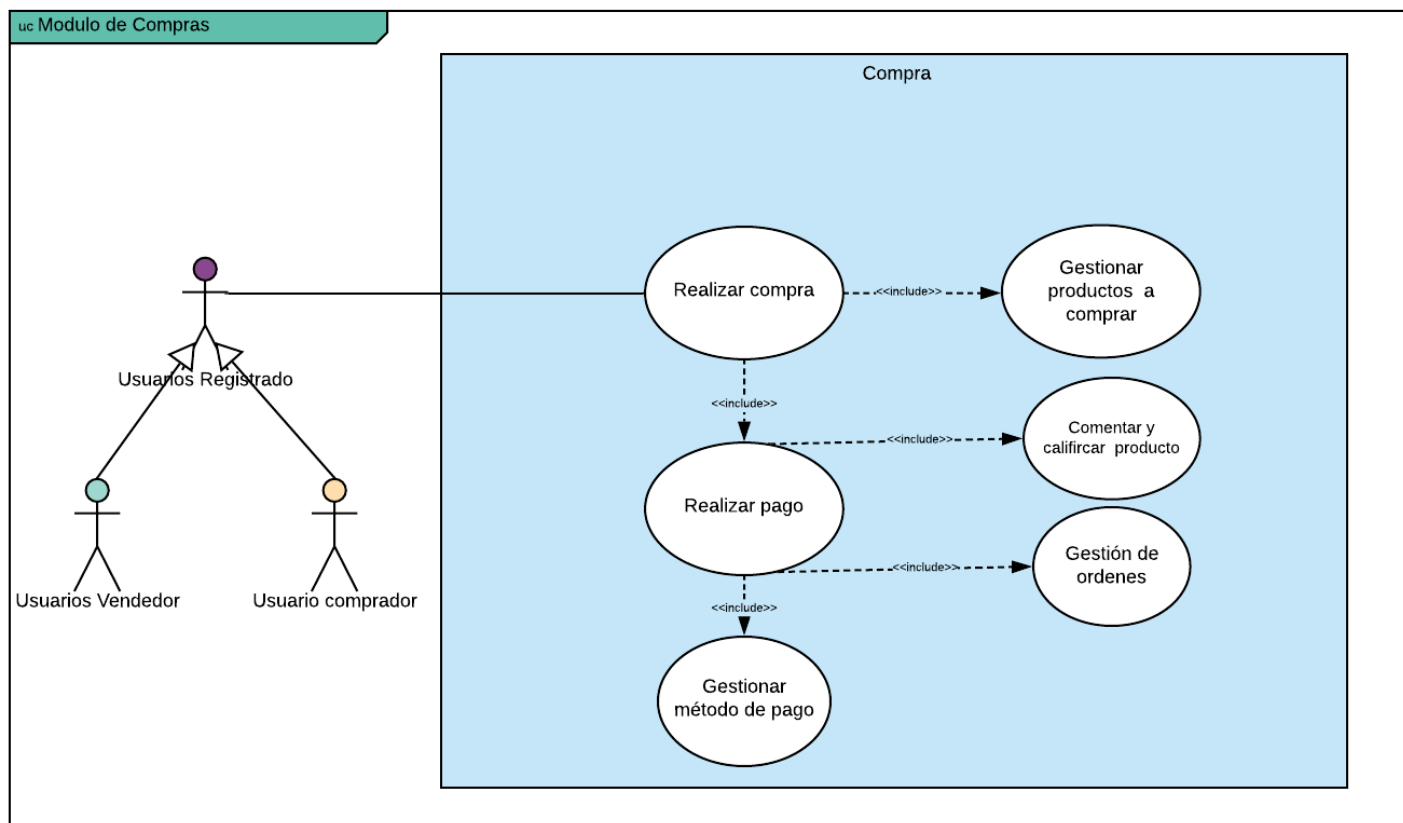 uc Modulo de Compras
Compra
Realizar compra
<<include>>
Gestionar
productos a
comprar
Usuarios Registrado
<<include>>
Comentar y
califircar producto
<<include>>
Realizar pago
Gestión de
ordenes
<<include>>
Usuarios Vendedor
Usuario comprador
<<include>>
Gestionar
método de pago